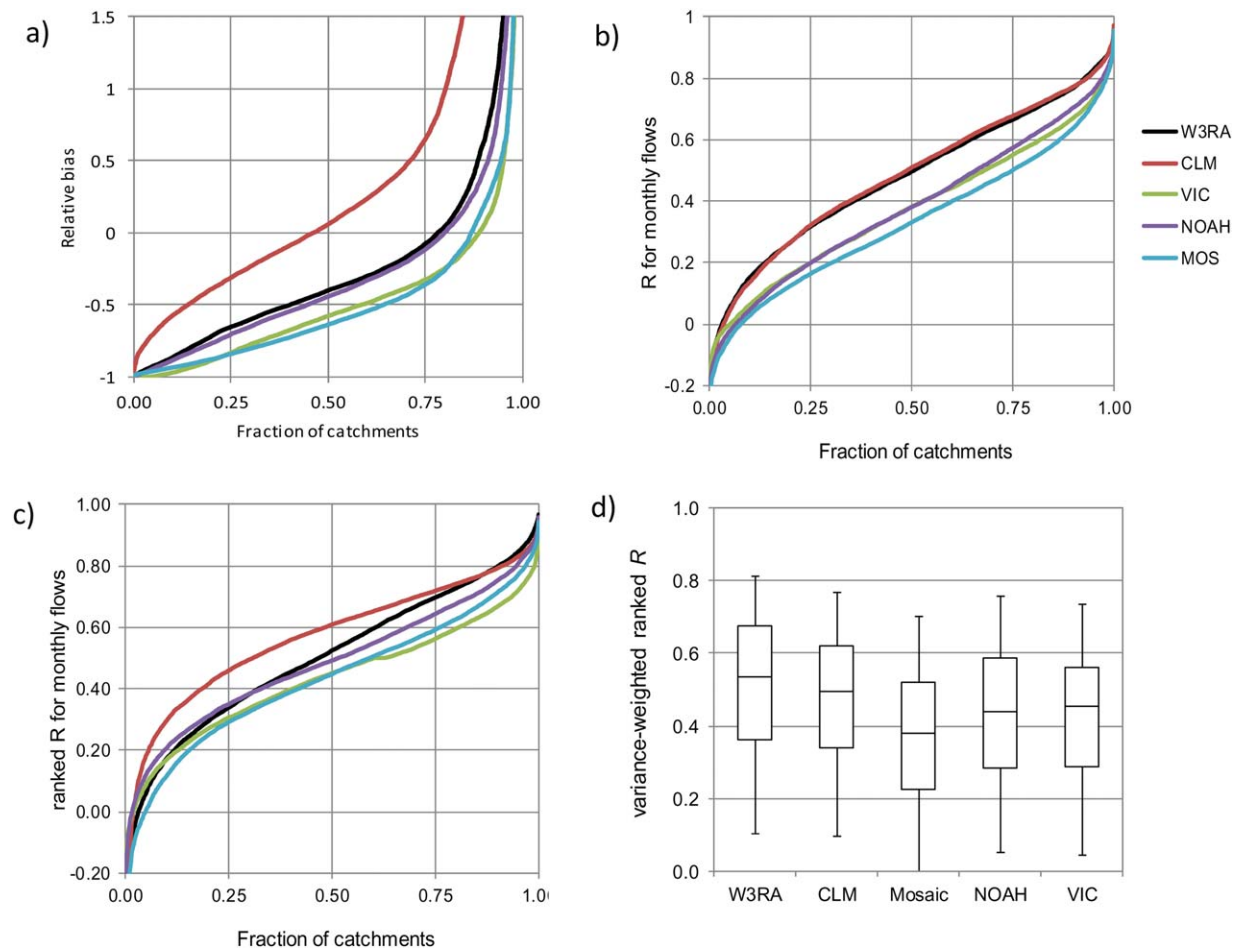 a)
1.5
1
0.5
0
-0.5
-1
Relative bias
0.00 0.25 0.50 0.75 1.00
Fraction of catchments
b)
1
0.8
0.6
0.4
0.2
0
-0.2
R for monthly flows
0.00 0.25 0.50 0.75 1.00
Fraction of catchments
W3RA
CLM
VIC
NOAH
MOS
c)
1.00
0.80
0.60
0.40
0.20
0.00
-0.20
ranked R for monthly flows
0.00 0.25 0.50 0.75 1.0
Fraction of catchments
d)
1.0
0.8
0.6
0.4
0.2
0.0
variance-weighted ranked R
W3RA CLM Mosaic NOAH VIC